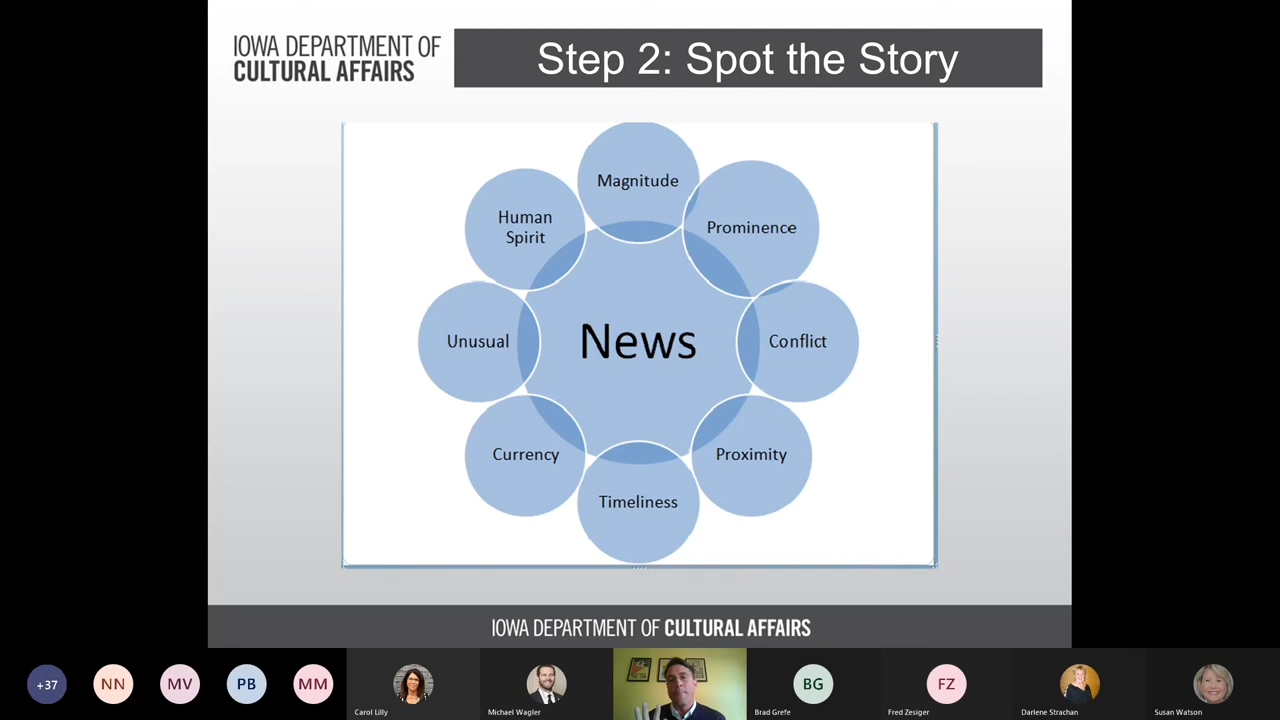 IOWA DEPARTMENT OF
CULTURAL AFFAIRS
Step 2: Spot the Story
Magnitude
Human
Spirit
Prominence
Unusual
News
Conflict
Currency
Proximity
Timeliness
IOWA DEPARTMENT OF CULTURAL AFFAIRS
+37
NN
MV
PB
MM
BG
FZ
Carol Lilly
Michael Wagler
Brad Grefe
Fred Zesiger
Darlene Strachan
Susan Watson